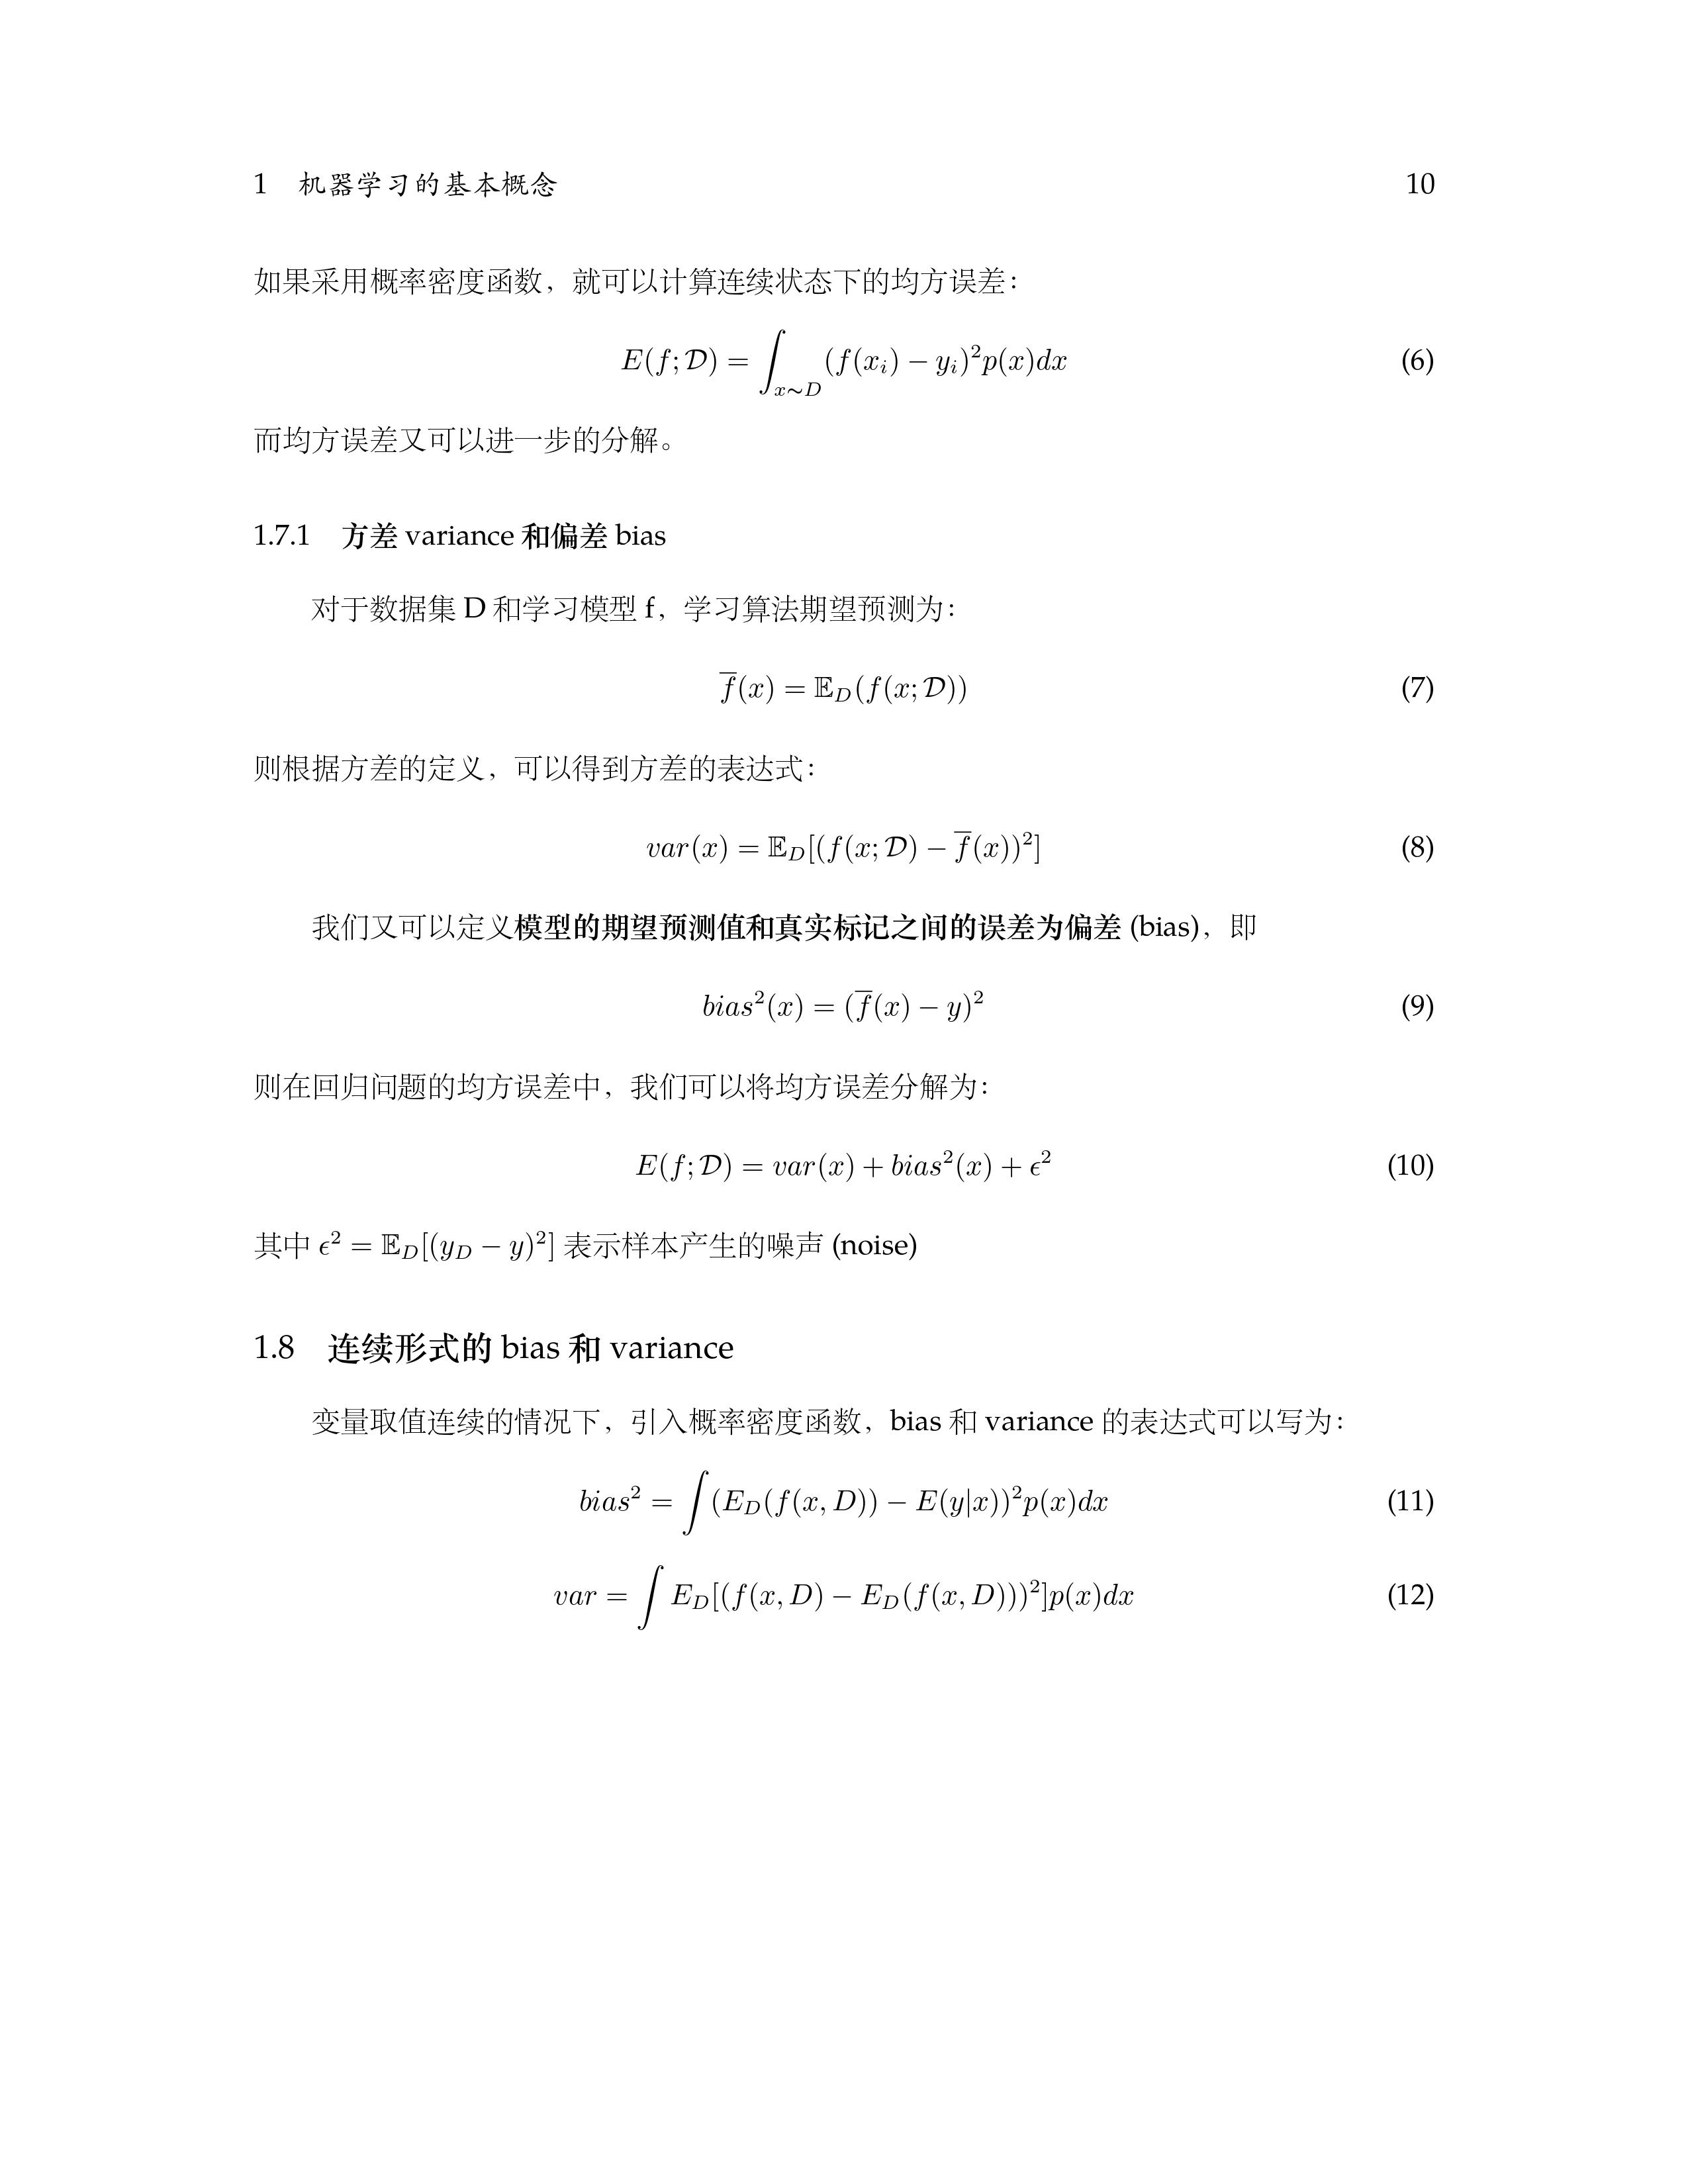 1 机器学习的基本概念 10
如果采用概率密度函数，就可以计算连续状态下的均方误差：
$E(f;\mathcal{D}) = \int_{x\sim D} (f(x_i) - y_i)^2 p(x)dx$ (6)
而均方误差又可以进一步的分解。
1.7.1 方差 variance 和偏差 bias
对于数据集 D 和学习模型 f，学习算法期望预测为：
$\overline{f}(x) = \mathbb{E}_D(f(x;\mathcal{D}))$ (7)
则根据方差的定义，可以得到方差的表达式：
$var(x) = \mathbb{E}_D[(f(x;\mathcal{D}) - \overline{f}(x))^2]$ (8)
我们又可以定义模型的期望预测值和真实标记之间的误差为偏差 (bias)，即
$bias^2(x) = (\overline{f}(x) - y)^2$ (9)
则在回归问题的均方误差中，我们可以将均方误差分解为：
$E(f;\mathcal{D}) = var(x) + bias^2(x) + \epsilon^2$ (10)
其中 $\epsilon^2 = \mathbb{E}_D[(y_D - y)^2]$ 表示样本产生的噪声 (noise)
1.8 连续形式的 bias 和 variance
变量取值连续的情况下，引入概率密度函数，bias 和 variance 的表达式可以写为：
$bias^2 = \int (E_D(f(x, D)) - E(y|x))^2 p(x)dx$ (11)
$var = \int E_D[(f(x, D) - E_D(f(x, D)))^2]p(x)dx$ (12)